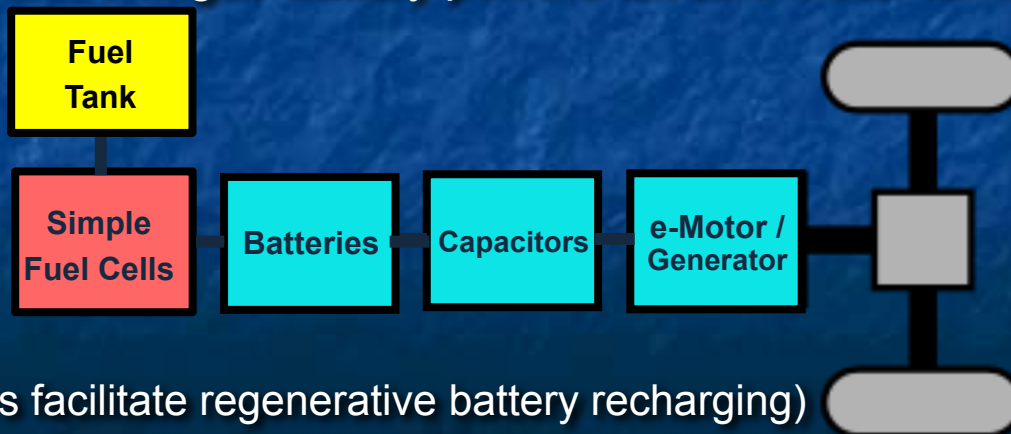 Fuel
Tank
Simple
Fuel Cells
Batteries
Capacitors
e-Motor /
Generator
s facilitate regenerative battery recharging)